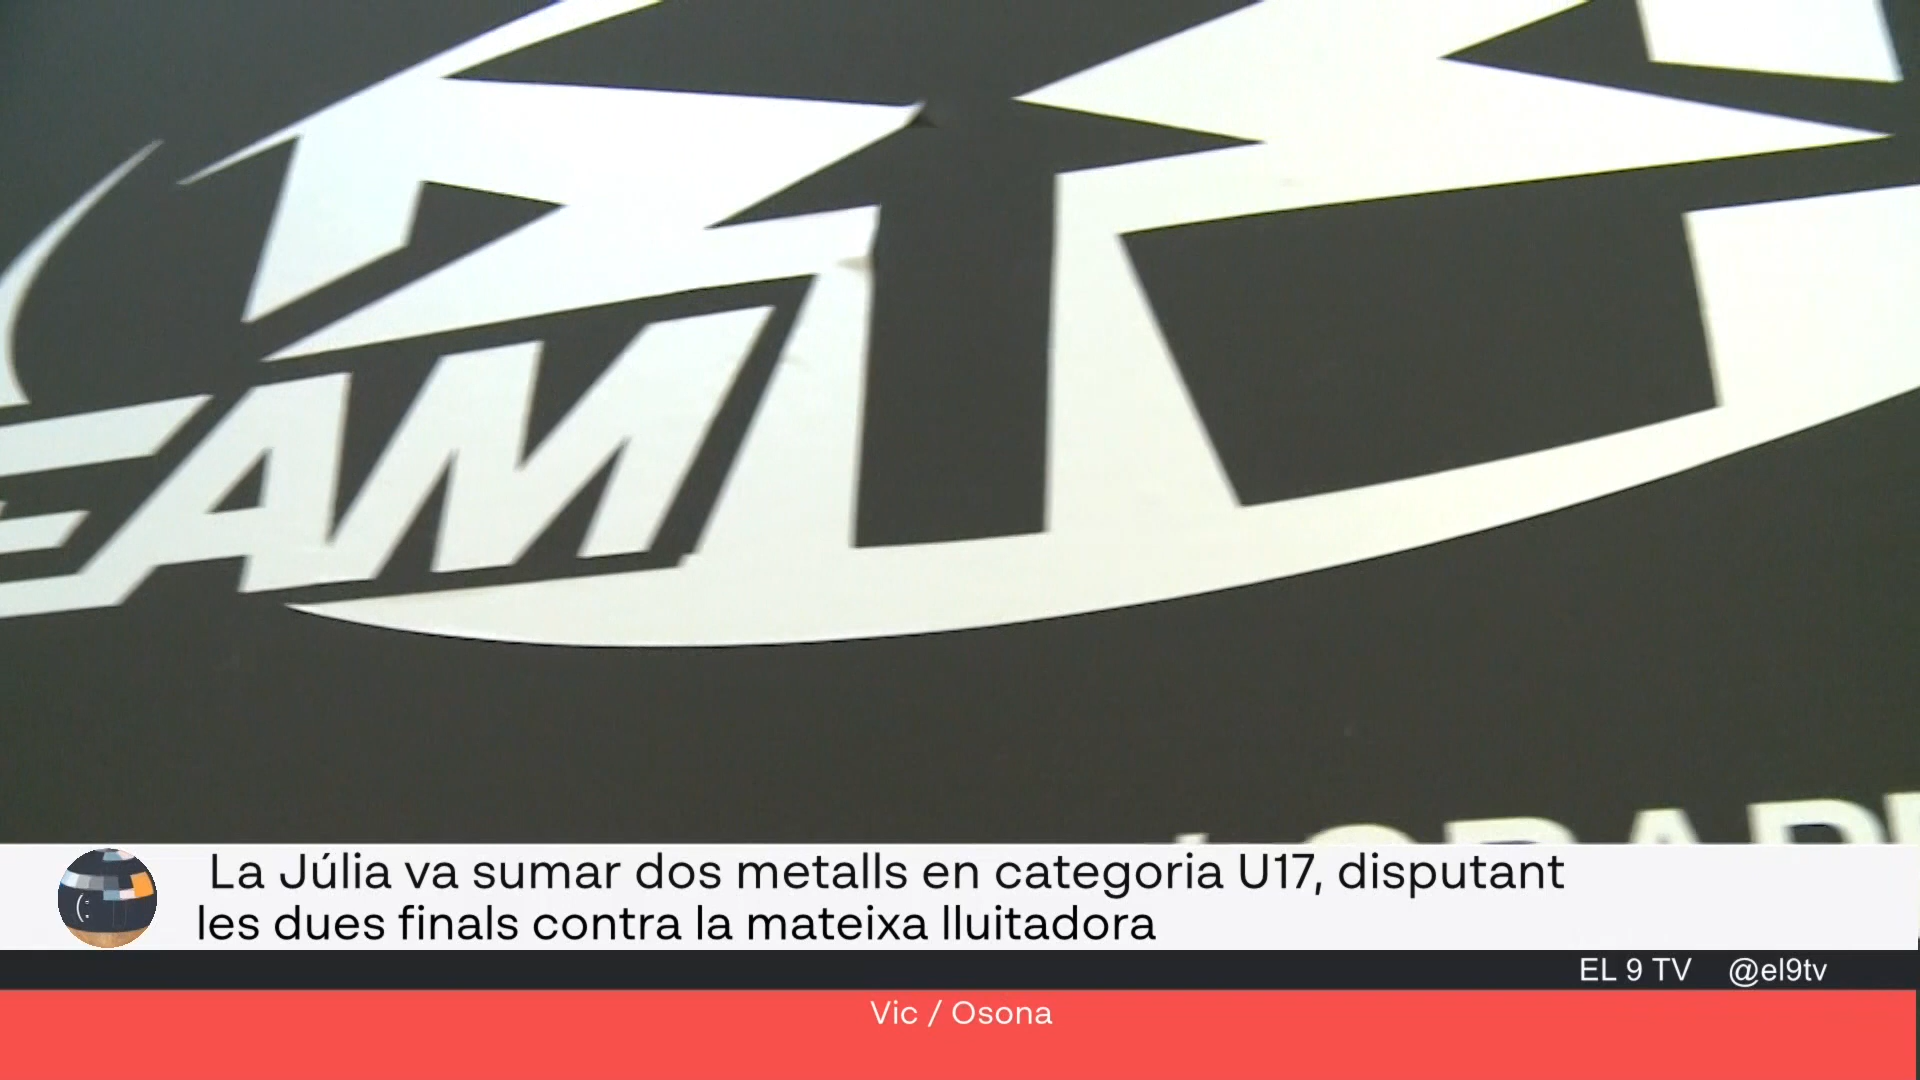 EAM
La Júlia va sumar dos metalls en categoria U17, disputant
les dues finals contra la mateixa lluitadora
EL 9 TV @el9tv
Vic / Osona